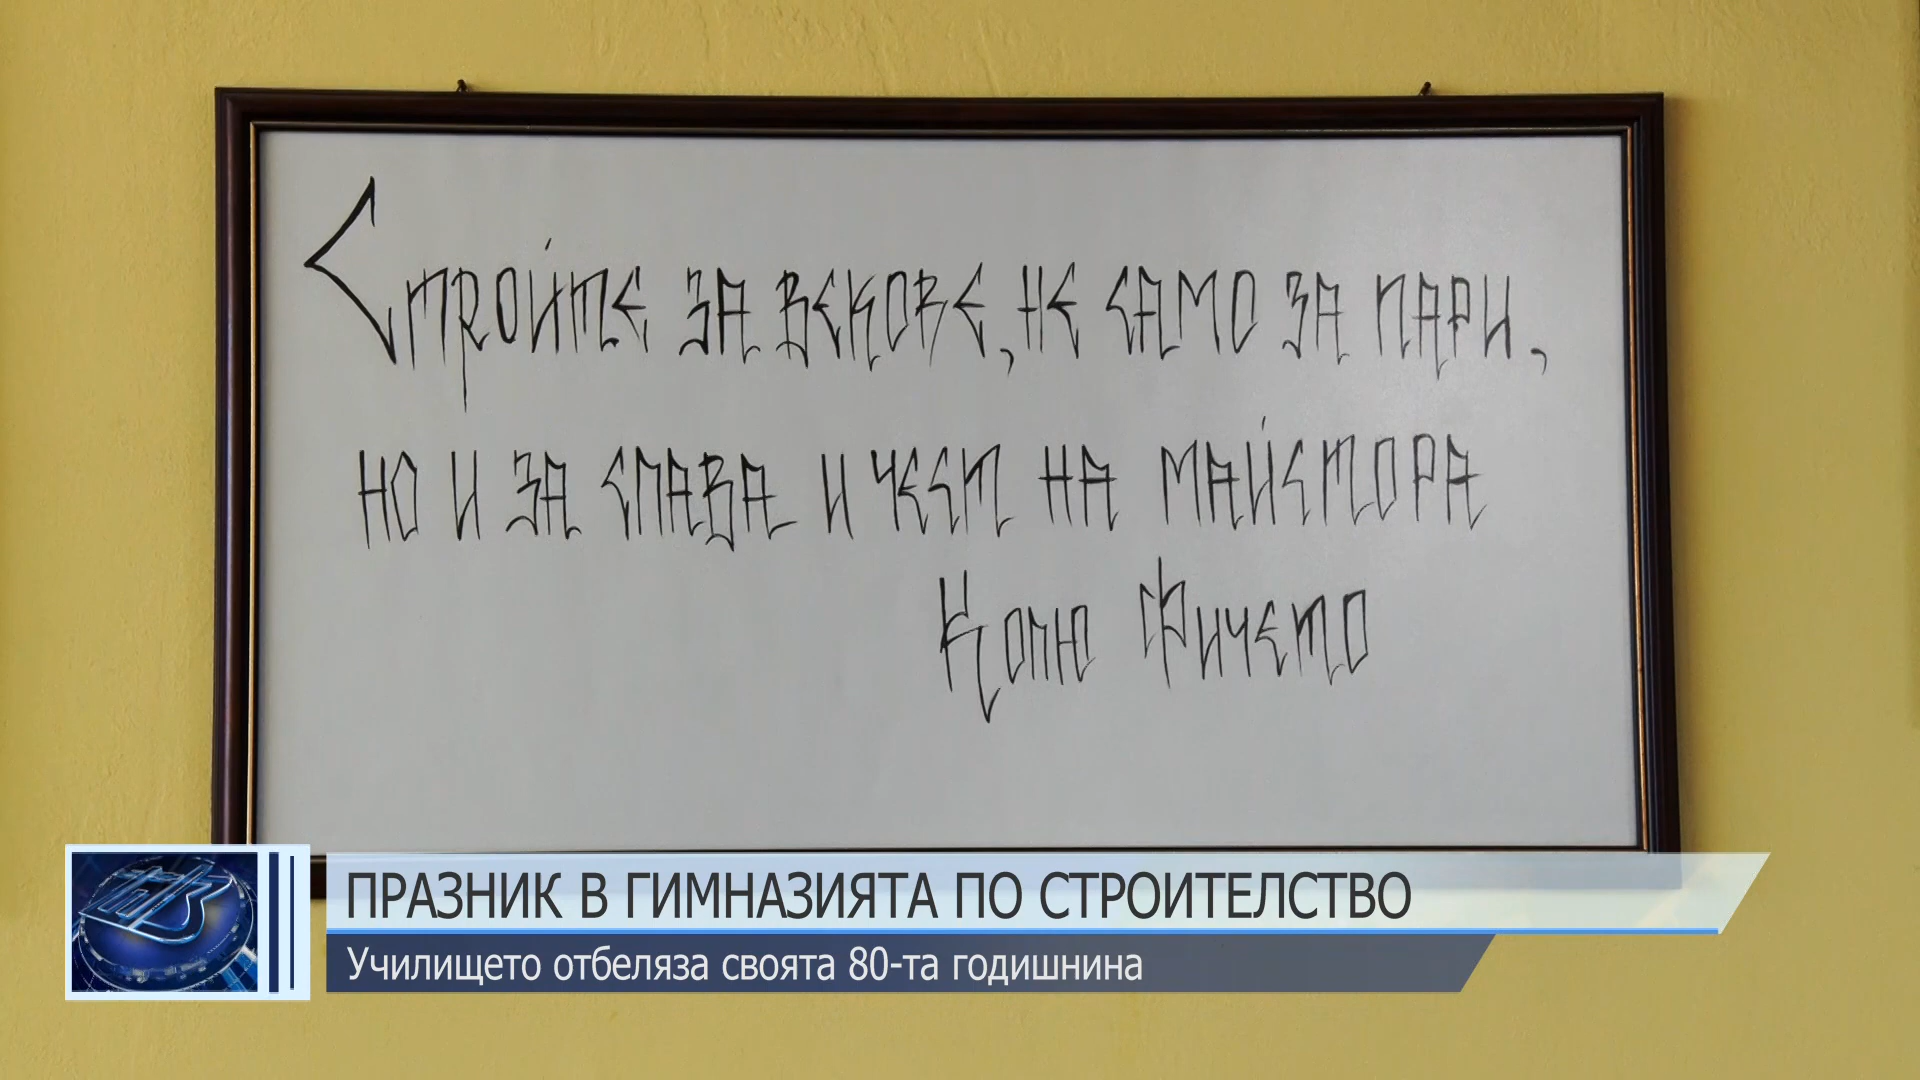 Стройте за векове, не само за пари,
но и за слава и чест на майстора
Колю Фичето
ПРАЗНИК В ГИМНАЗИЯТА ПО СТРОИТЕЛСТВО
Училището отбеляза своята 80-та годишнина